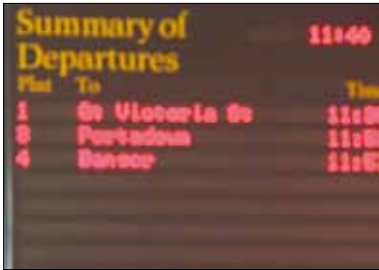 Summary of 11:40
Departures
Plat To
1 Gt Victoria St
8 Portadown
4 Bangor